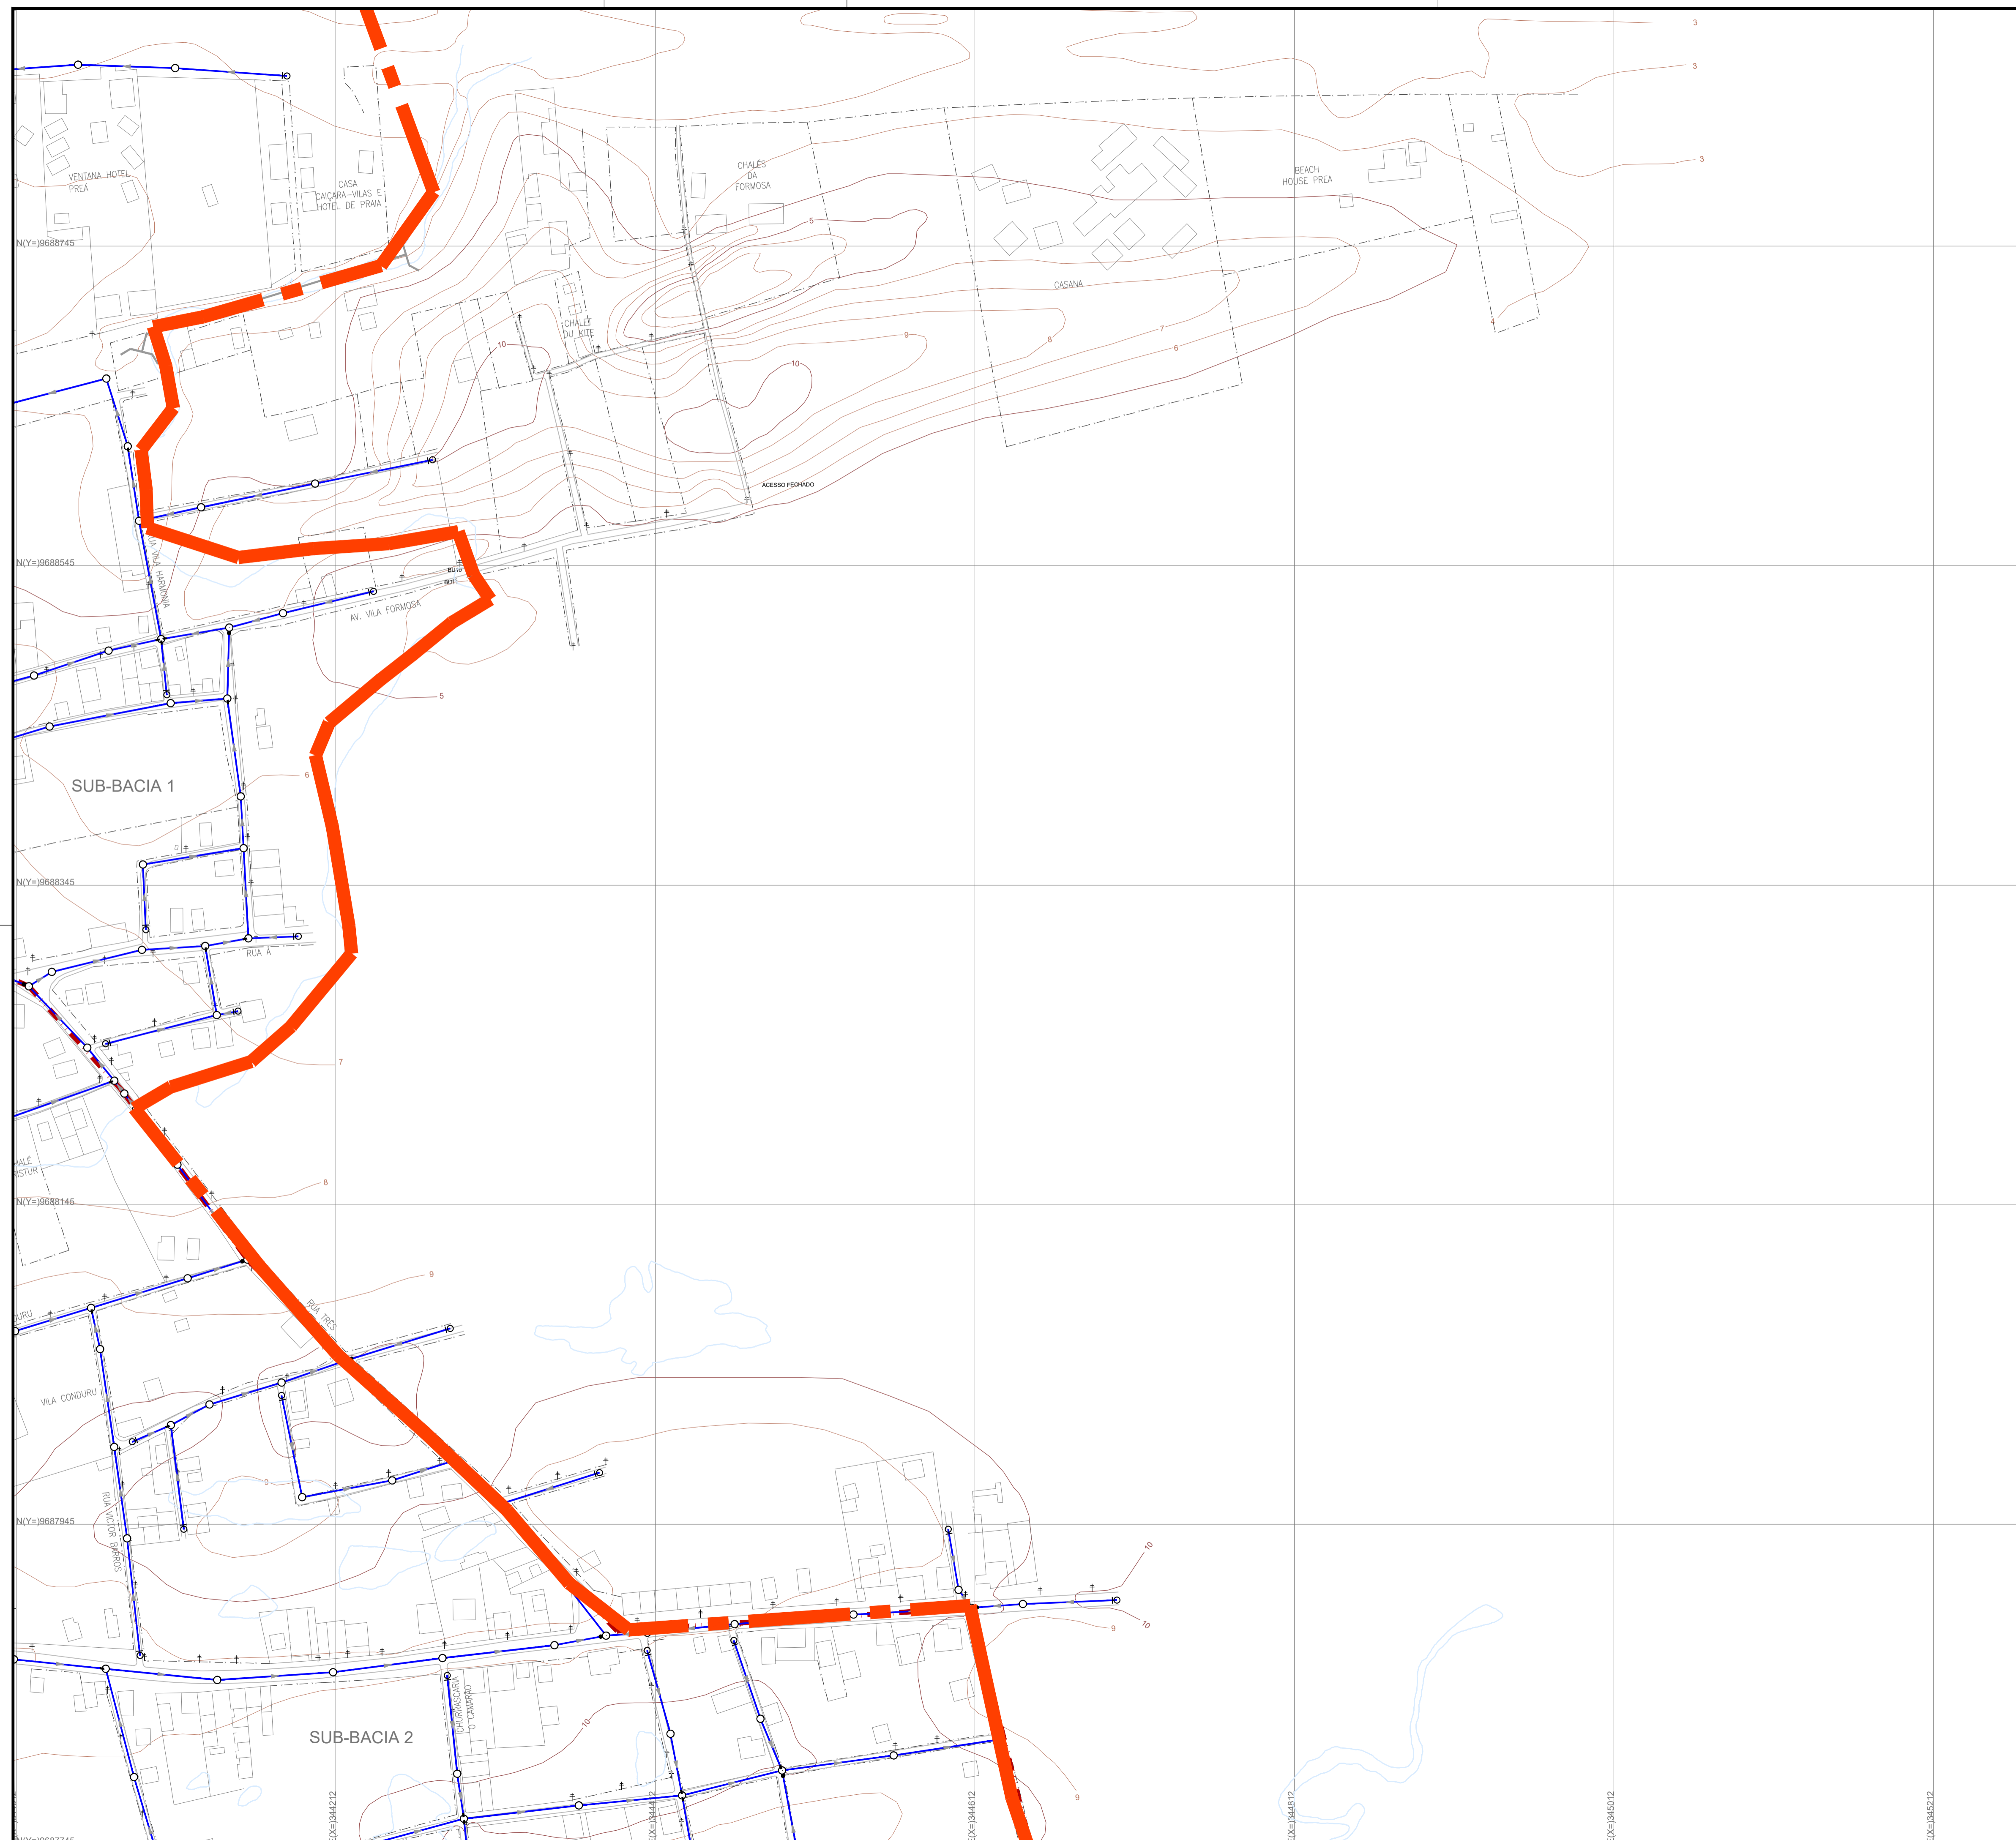 3
3
3
VENTANA HOTEL
PREÁ
CASA
CAIÇARA-VILAS E
HOTEL DE PRAIA
CHALÉS
DA
FORMOSA
BEACH
HOUSE PREA
5
N(Y=)9688745
CASANA
4
CHALET
DU KITE
10
9
7
8
6
10
ACESSO FECHADO
N(Y=)9688545
RUA VILA HARMONIA
AV. VILA FORMOSA
5
6
SUB-BACIA 1
N(Y=)9688345
RUA A
7
8
N(Y=)9688145
9
RUA TRÊS
VILA CONDURU
RUA VICTOR BARROS
N(Y=)9687945
10
10
9
CHURRASCARIA
O CAMARÃO
10
SUB-BACIA 2
9
E(X=)344212
E(X=)344412
E(X=)344612
E(X=)344812
E(X=)345012
E(X=)345212